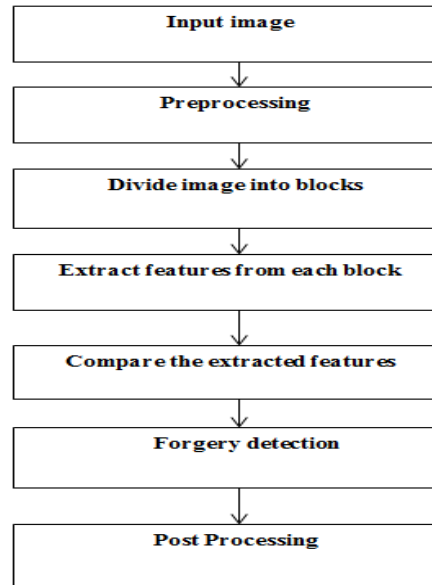 Input image
Preprocessing
Divide image into blocks
Extract features from each block
Compare the extracted features
Forgery detection
Post Processing